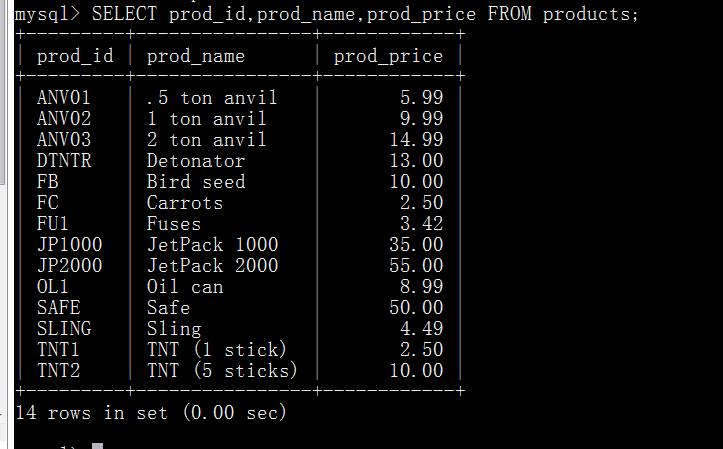 mysql> SELECT prod_id,prod_name,prod_price FROM products;
+---------+----------------+------------+
| prod_id | prod_name      | prod_price |
+---------+----------------+------------+
| ANV01   | .5 ton anvil   |       5.99 |
| ANV02   | 1 ton anvil    |       9.99 |
| ANV03   | 2 ton anvil    |      14.99 |
| DTNTR   | Detonator      |      13.00 |
| FB      | Bird seed      |      10.00 |
| FC      | Carrots        |       2.50 |
| FU1     | Fuses          |       3.42 |
| JP1000  | JetPack 1000   |      35.00 |
| JP2000  | JetPack 2000   |      55.00 |
| OL1     | Oil can        |       8.99 |
| SAFE    | Safe           |      50.00 |
| SLING   | Sling          |       4.49 |
| TNT1    | TNT (1 stick)  |       2.50 |
| TNT2    | TNT (5 sticks) |      10.00 |
+---------+----------------+------------+
14 rows in set (0.00 sec)